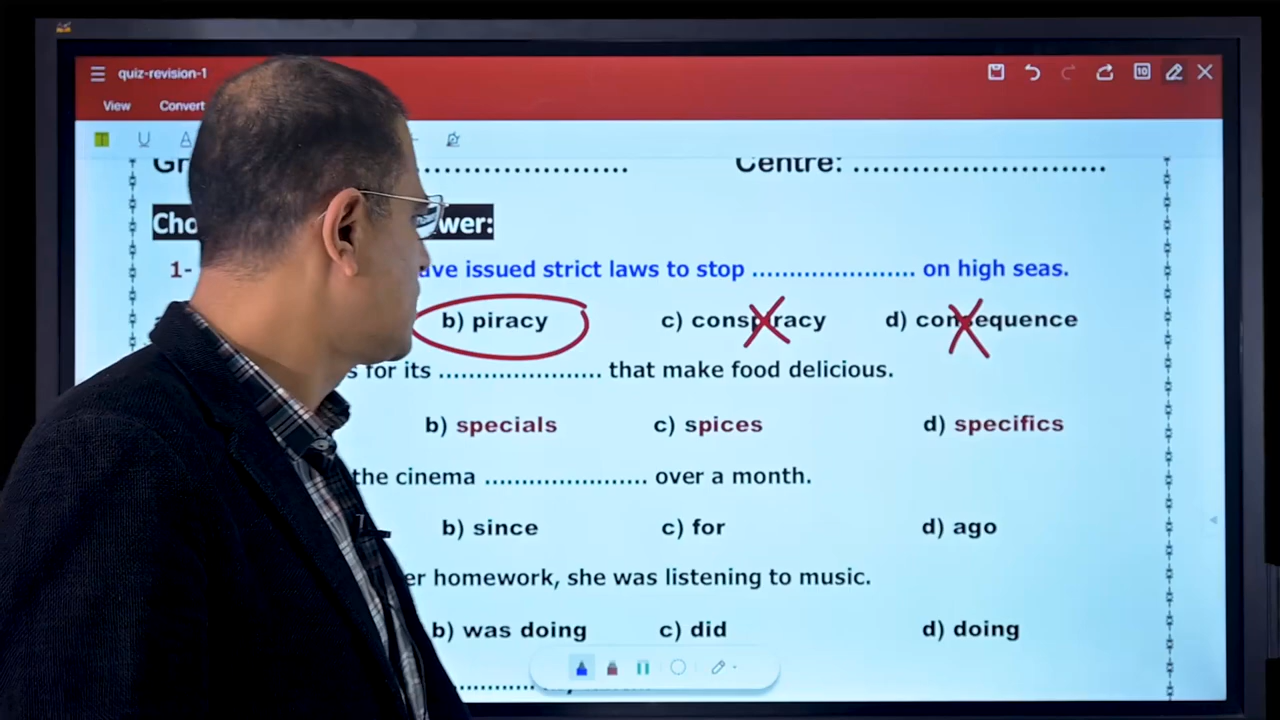 quiz-revision-1
View Convert
Gr ............................ Centre: ...........................
Cho wer:
1- ave issued strict laws to stop ...................... on high seas.
b) piracy c) conspiracy d) consequence
s for its ...................... that make food delicious.
b) specials c) spices d) specifics
the cinema ...................... over a month.
b) since c) for d) ago
er homework, she was listening to music.
b) was doing c) did d) doing